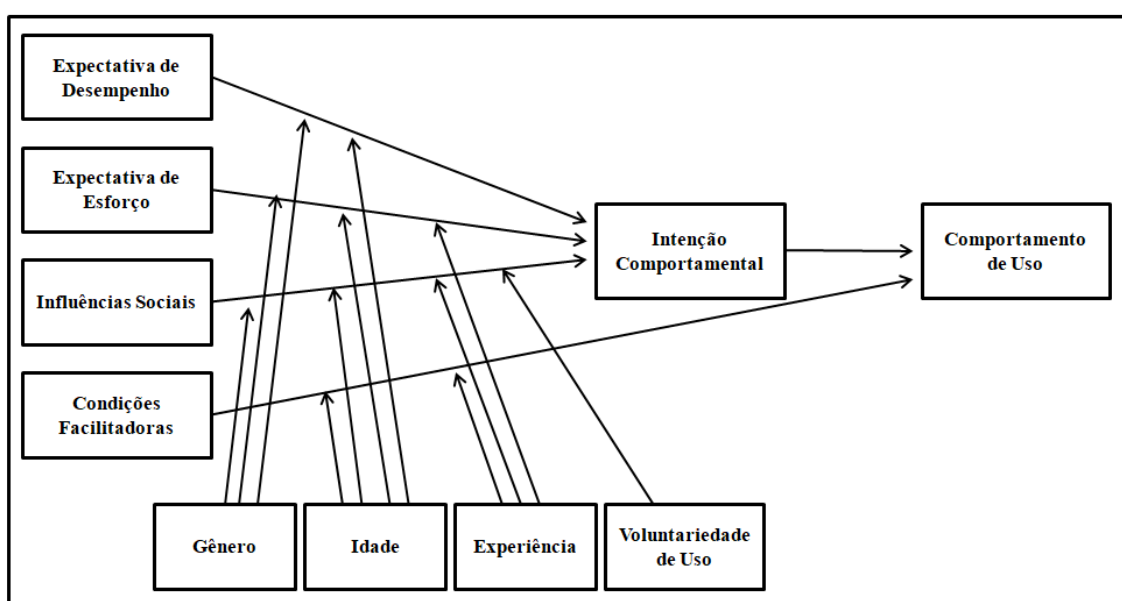 Expectativa de
Desempenho
Expectativa de
Esforço
Influências Sociais
Condições
Facilitadoras
Intenção
Comportamental
Comportamento
de Uso
Gênero
Idade
Experiência
Voluntariedade
de Uso